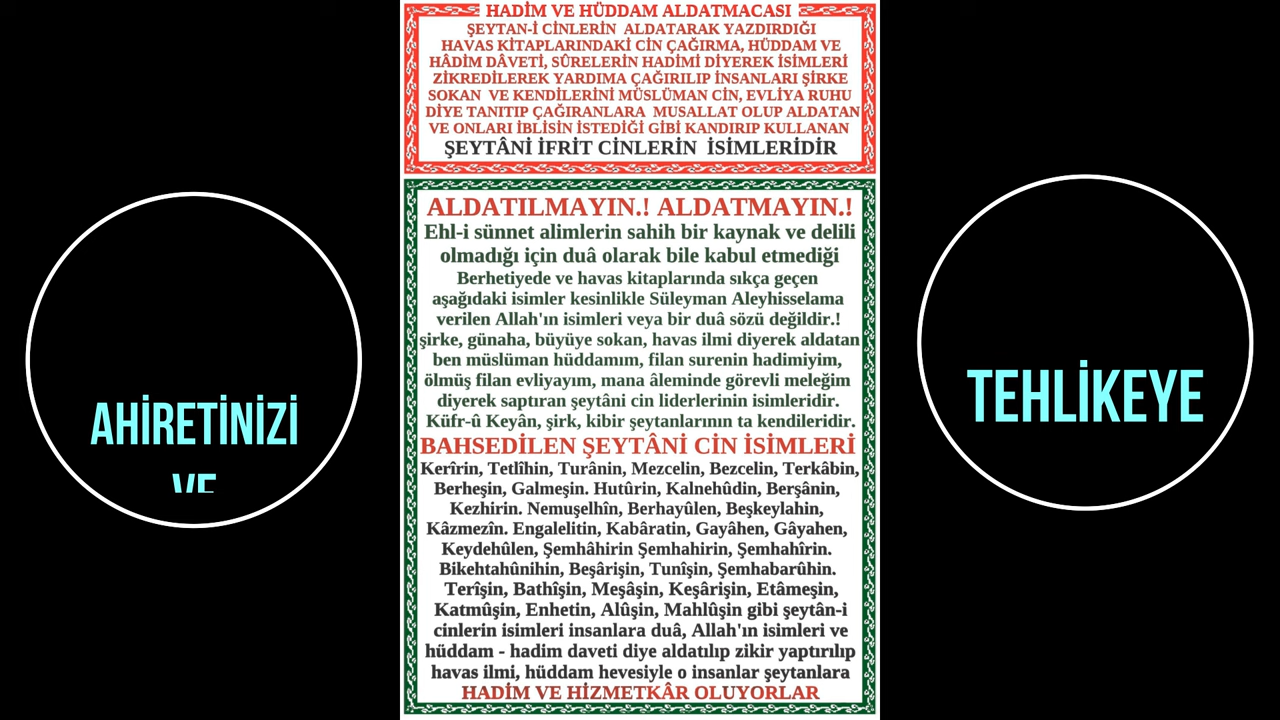 HADİM VE HÜDDAM ALDATMACASI
ŞEYTAN-İ CİNLERİN ALDATARAK YAZDIRDIĞI
HAVAS KİTAPLARINDAKİ CİN ÇAĞIRMA, HÜDDAM VE
HÂDİM DÂVETİ, SÛRELERİN HADİMİ DİYEREK İSİMLERİ
ZİKREDİLEREK YARDIMA ÇAĞIRILIP İNSANLARI ŞİRKE
SOKAN VE KENDİLERİNİ MÜSLÜMAN CİN, EVLİYA RUHU
DİYE TANITIP ÇAĞIRANLARA MUSALLAT OLUP ALDATAN
VE ONLARI İBLİSİN İSTEDİĞİ GİBİ KANDIRIP KULLANAN
ŞEYTÂNİ İFRİT CİNLERİN İSİMLERİDİR
ALDATILMAYIN.! ALDATMAYIN.!
Ehl-i sünnet alimlerin sahih bir kaynak ve delili
olmadığı için duâ olarak bile kabul etmediği
Berhetiyede ve havas kitaplarında sıkça geçen
aşağıdaki isimler kesinlikle Süleyman Aleyhisselama
verilen Allah'ın isimleri veya bir duâ sözü değildir.!
şirke, günaha, büyüye sokan, havas ilmi diyerek aldatan
ben müslüman hüddamım, filan surenin hadimiyim,
ölmüş filan evliyayım, mana âleminde görevli meleğim
diyerek saptıran şeytâni cin liderlerinin isimleridir.
Küfr-û Keyân, şirk, kibir şeytanlarının ta kendileridir.
BAHSEDİLEN ŞEYTÂNİ CİN İSİMLERİ
Kerîrin, Tetlîhin, Turânin, Mezcelin, Bezcelin, Terkâbin,
Berheşin, Galmeşin. Hutûrin, Kalnehûdin, Berşânin,
Kezhirin. Nemuşelhîn, Berhayûlen, Beşkeylahin,
Kâzmezîn. Engalelitin, Kabâratin, Gayâhen, Gâyahen,
Keydehûlen, Şemhâhirin Şemhahirin, Şemhahîrin.
Bikehtahûnihin, Beşârişin, Tunîşin, Şemhabarûhin.
Terîşin, Bathîşin, Meşâşin, Keşârişin, Etâmeşin,
Katmûşin, Enhetin, Alûşin, Mahlûşin gibi şeytân-i
cinlerin isimleri insanlara duâ, Allah'ın isimleri ve
hüddam - hadim daveti diye aldatılıp zikir yaptırılıp
havas ilmi, hüddam hevesiyle o insanlar şeytanlara
HADİM VE HİZMETKÂR OLUYORLAR
AHİRETİNİZİ
VE
TEHLİKEYE